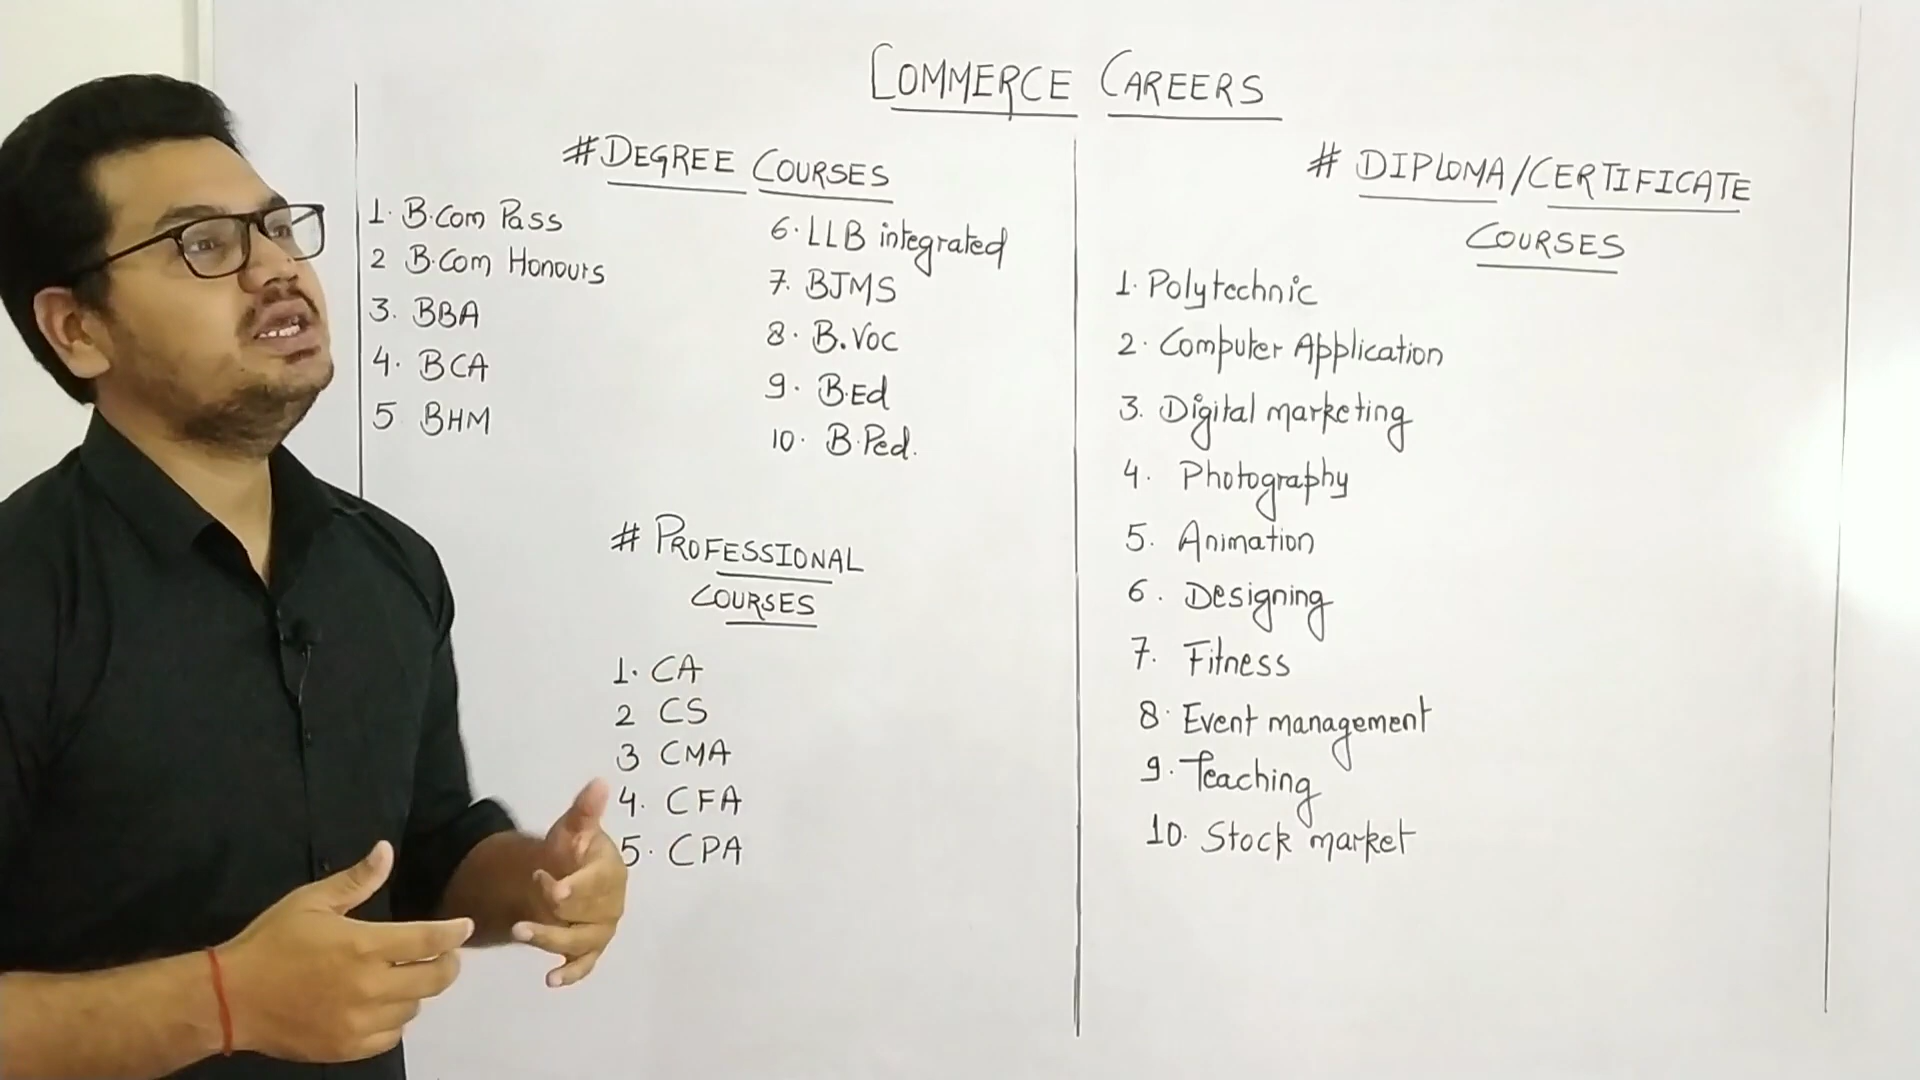 COMMERCE CAREERS
#DEGREE COURSES
1. B.Com Pass
2 B.Com Honours
3. BBA
4. BCA
5 BHM
6. LLB integrated
7. BJMS
8. B.Voc
9. B.Ed
10. B.Ped.
# PROFESSIONAL
COURSES
1. CA
2 CS
3 CMA
4. CFA
5. CPA
# DIPLOMA/CERTIFICATE
COURSES
1. Polytechnic
2. Computer Application
3. Digital marketing
4. Photography
5. Animation
6. Designing
7. Fitness
8. Event management
9. Teaching
10. Stock market